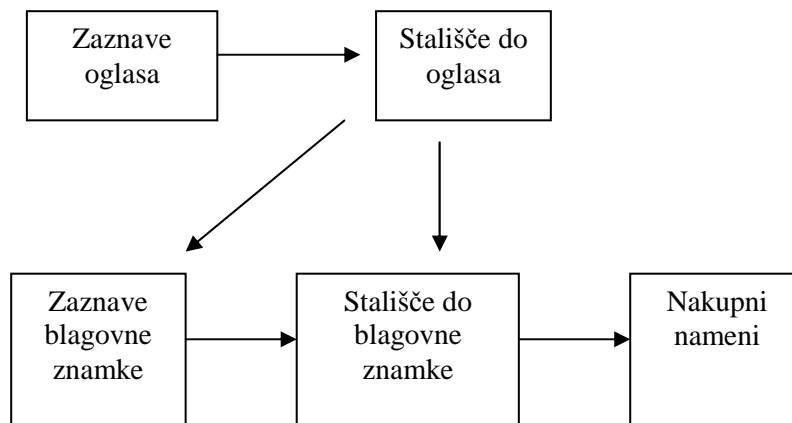 Zaznave
oglasa
Stališče do
oglasa
Zaznave
blagovne
znamke
Stališče do
blagovne
znamke
Nakupni
nameni